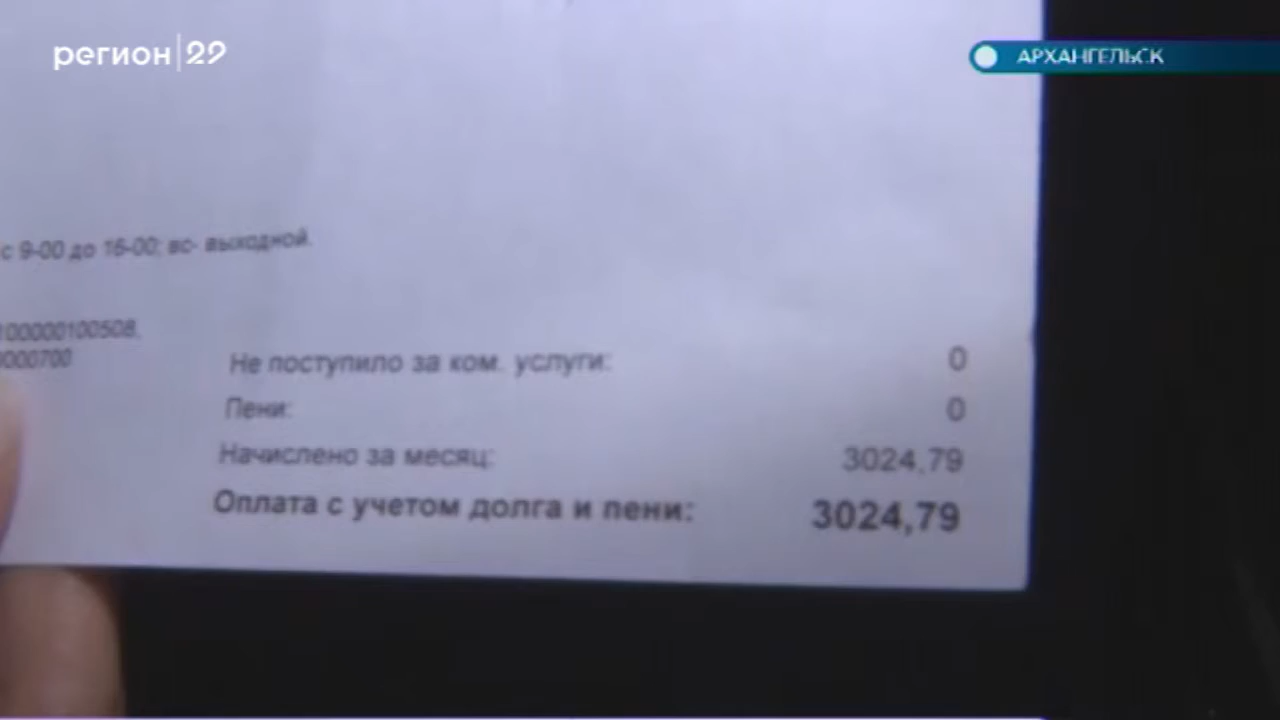 регион|29
АРХАНГЕЛЬСК
с 9-00 до 16-00; вс- выходной.
100000100508,
0000700
Не поступило за ком. услуги: 0
Пени: 0
Начислено за месяц: 3024,79
Оплата с учетом долга и пени: 3024,79